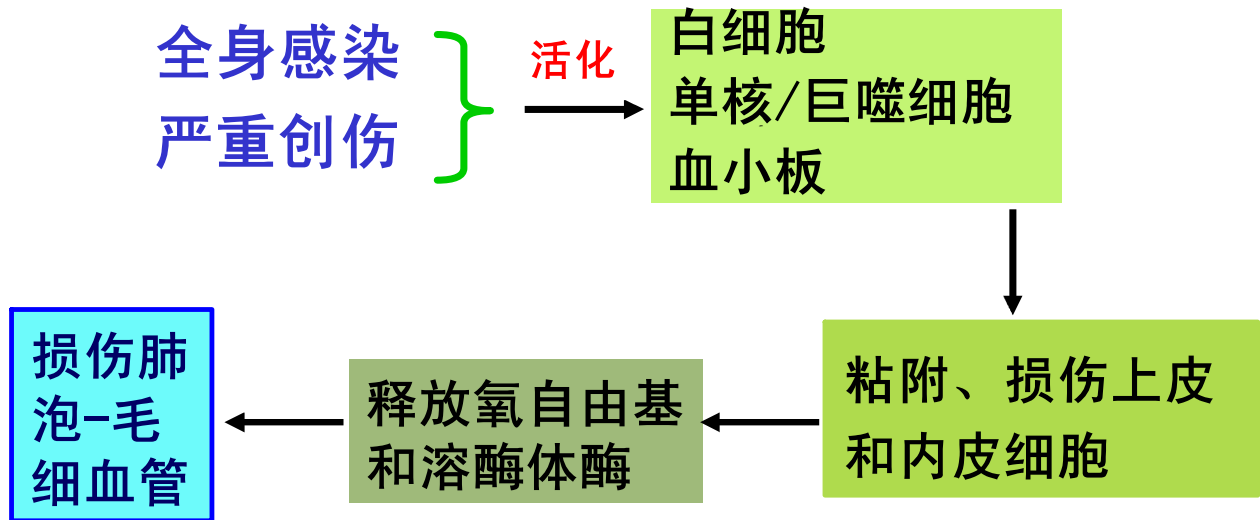 全身感染
严重创伤
活化
白细胞
单核/巨噬细胞
血小板
粘附、损伤上皮
和内皮细胞
释放氧自由基
和溶酶体酶
损伤肺
泡-毛
细血管